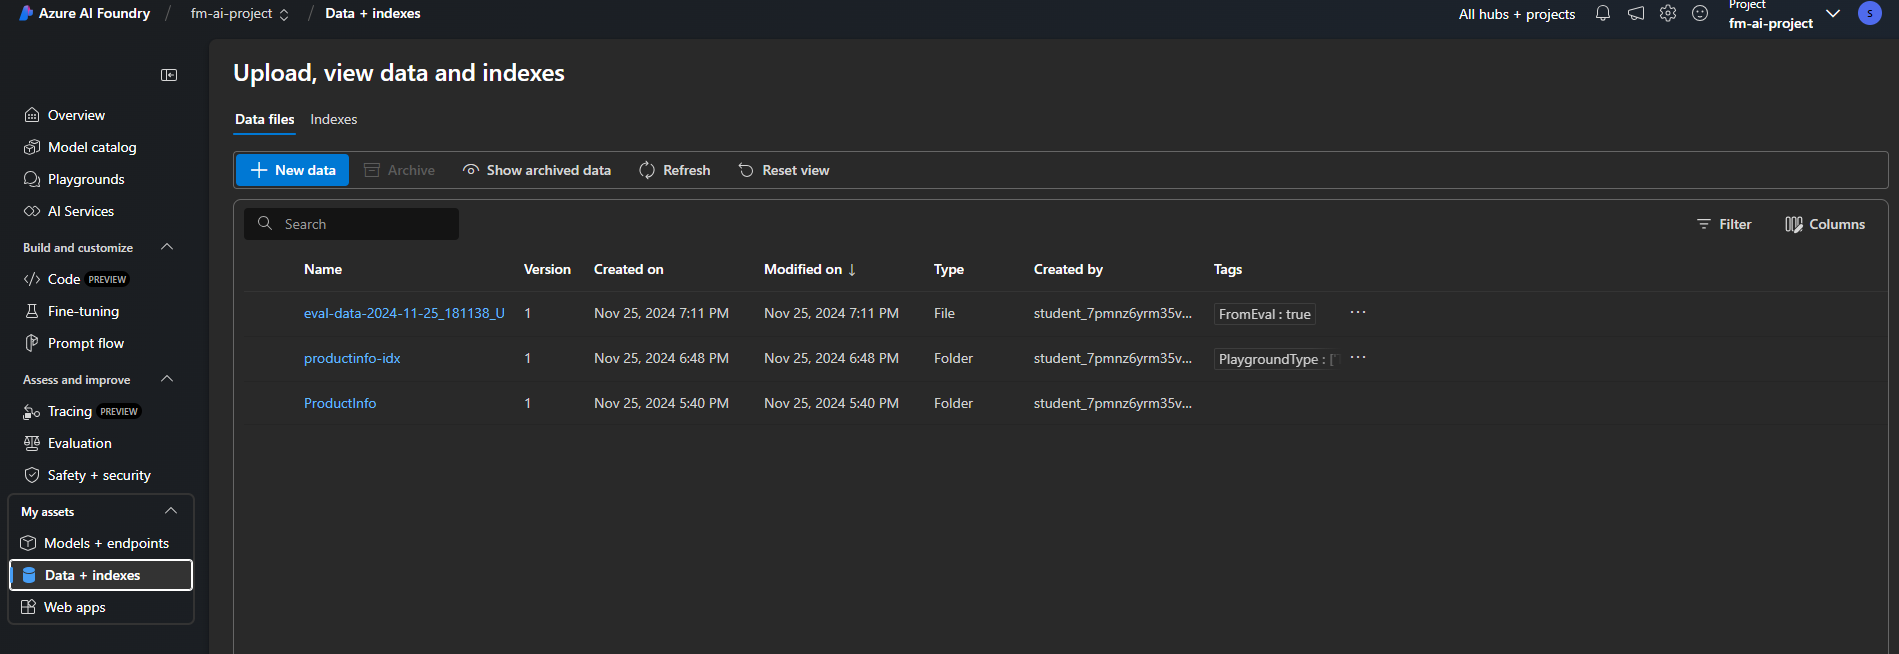 Azure AI Foundry / fm-ai-project / Data + indexes
All hubs + projects
Project
fm-ai-project
S
Upload, view data and indexes
Overview
Model catalog
Playgrounds
AI Services
Build and customize
Code PREVIEW
Fine-tuning
Prompt flow
Assess and improve
Tracing PREVIEW
Evaluation
Safety + security
My assets
Models + endpoints
Data + indexes
Web apps
Data files Indexes
New data Archive Show archived data Refresh Reset view
Search Filter Columns
Name Version Created on Modified on ↓ Type Created by Tags
eval-data-2024-11-25_181138_U 1 Nov 25, 2024 7:11 PM Nov 25, 2024 7:11 PM File student_7pmnz6yrm35v... FromEval : true ...
productinfo-idx 1 Nov 25, 2024 6:48 PM Nov 25, 2024 6:48 PM Folder student_7pmnz6yrm35v... PlaygroundType : [" ...
ProductInfo 1 Nov 25, 2024 5:40 PM Nov 25, 2024 5:40 PM Folder student_7pmnz6yrm35v...